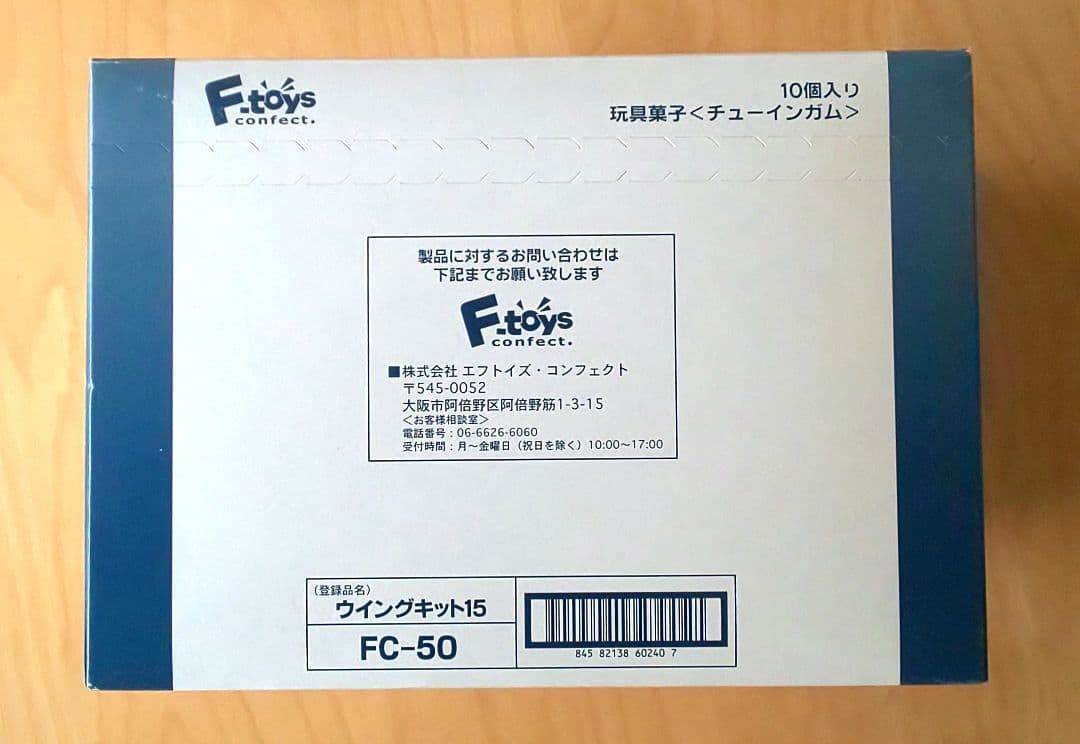 F-toys
confect.
10個入り
玩具菓子<チューインガム>
製品に対するお問い合わせは
下記までお願い致します
F-toys
confect.
■株式会社 エフトイズ・コンフェクト
〒545-0052
大阪市阿倍野区阿倍野筋1-3-15
<お客様相談室>
電話番号:06-6626-6060
受付時間:月〜金曜日(祝日を除く)10:00〜17:00
(登録品名)
ウイングキット15
FC-50
845 82138 60240 7